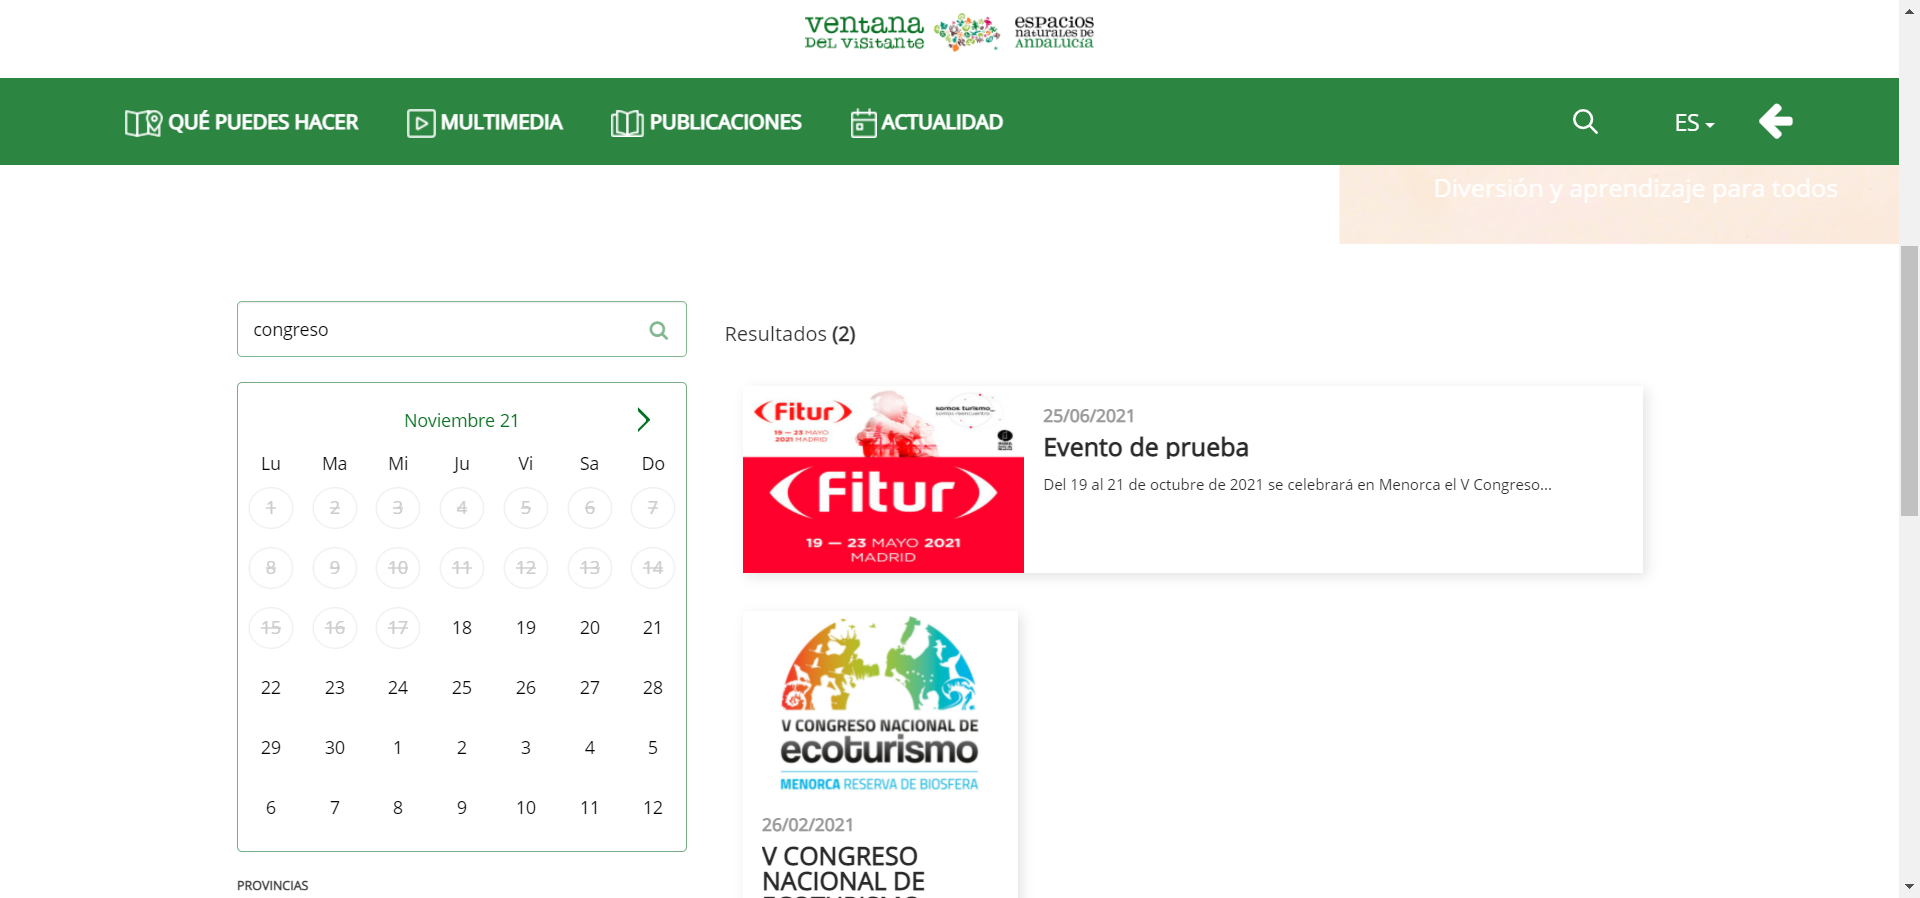 ventana
DEL VISITANTE
ESPACIOS
NATURALES DE
ANDALUCÍA
QUÉ PUEDES HACER
MULTIMEDIA
PUBLICACIONES
ACTUALIDAD
ES
Diversión y aprendizaje para todos
congreso
Noviembre 21
Lu Ma Mi Ju Vi Sa Do
1 2 3 4 5 6 7
8 9 10 11 12 13 14
15 16 17 18 19 20 21
22 23 24 25 26 27 28
29 30 1 2 3 4 5
6 7 8 9 10 11 12
PROVINCIAS
Resultados (2)
Fitur
19 — 23 MAYO
2021 MADRID
somos turismo_
somos reencuentro
Fitur
19 — 23 MAYO 2021
MADRID
25/06/2021
Evento de prueba
Del 19 al 21 de octubre de 2021 se celebrará en Menorca el V Congreso...
V CONGRESO NACIONAL DE
ecoturismo
MENORCA RESERVA DE BIOSFERA
26/02/2021
V CONGRESO
NACIONAL DE
ECOTURISMO